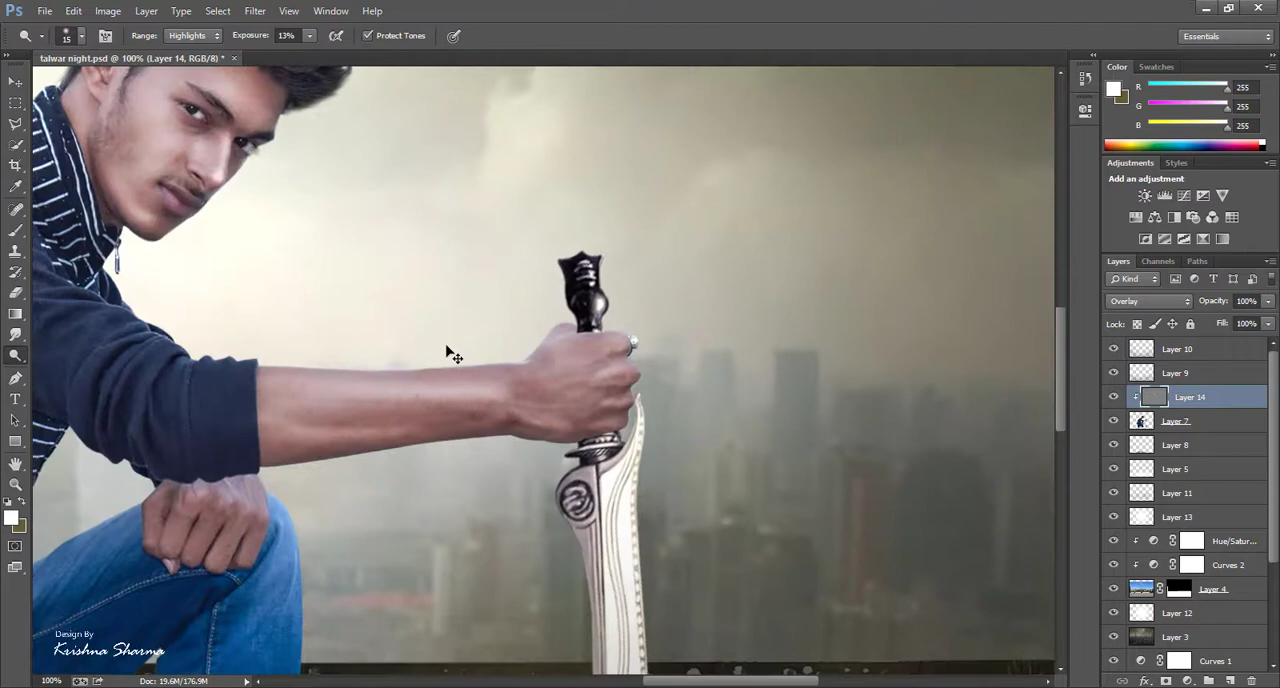 Ps File Edit Image Layer Type Select Filter View Window Help
15 Range: Highlights Exposure: 13% Protect Tones Essentials
talwar night.psd @ 100% (Layer 14, RGB/8) * ×
Color Swatches
R 255
G 255
B 255
Adjustments Styles
Add an adjustment
Layers Channels Paths
Kind
Overlay Opacity: 100%
Lock: Fill: 100%
Layer 10
Layer 9
Layer 14
Layer 7
Layer 8
Layer 5
Layer 11
Layer 13
Hue/Satur...
Curves 2
Layer 4
Layer 12
Layer 3
Curves 1
Design By
Krishna Sharma
100% Doc: 19.6M/176.9M